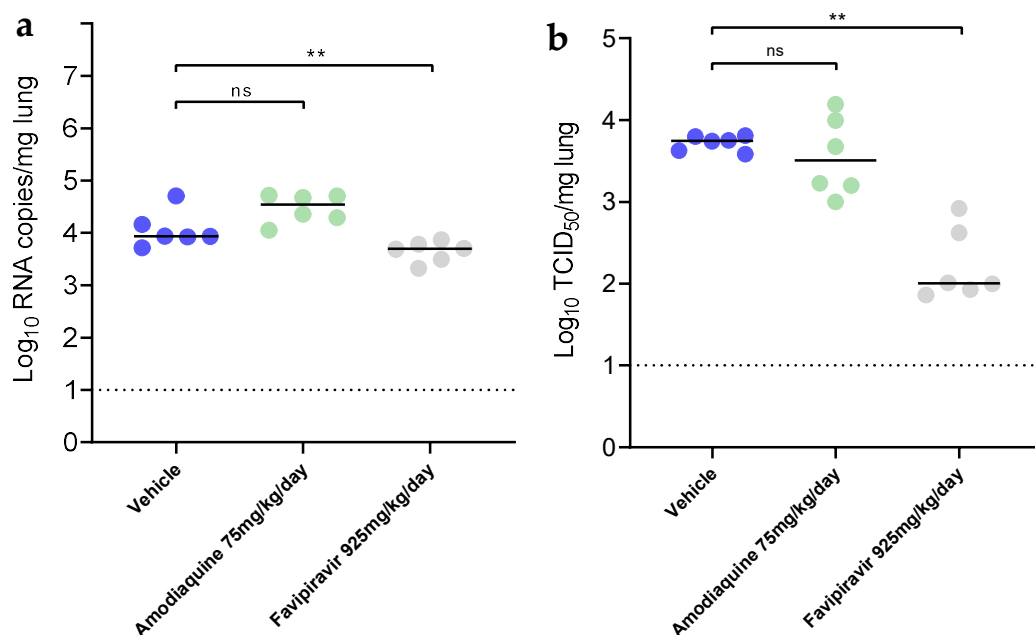 a
Log10 RNA copies/mg lung
7
6
5
4
3
2
1
0
**
ns
Vehicle
Amodiaquine 75mg/kg/day
Favipiravir 925mg/kg/day
b
Log10 TCID50/mg lung
5
4
3
2
1
0
**
ns
Vehicle
Amodiaquine 75mg/kg/day
Favipiravir 925mg/kg/day